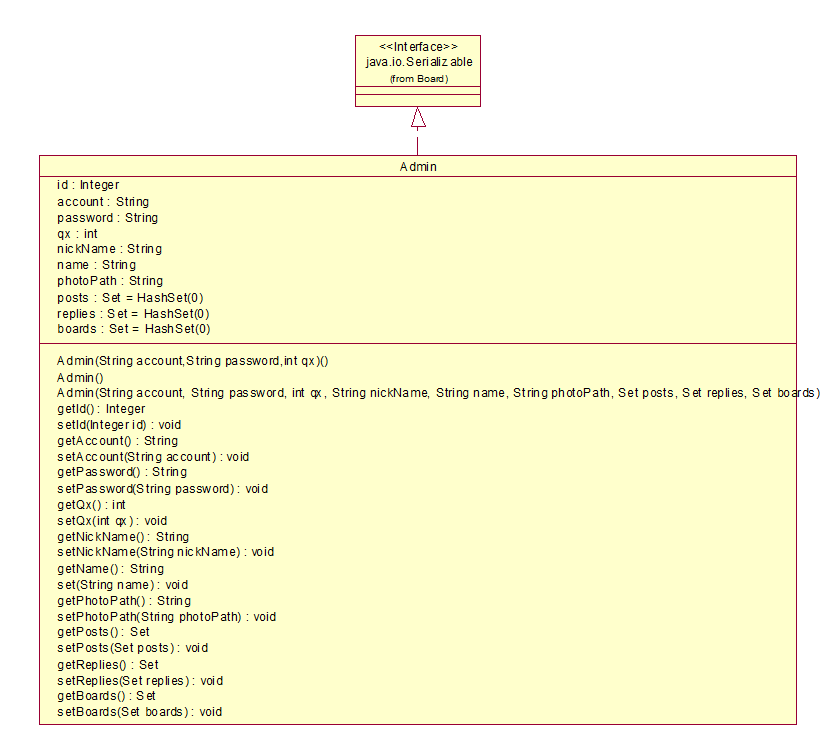 <<Interface>>
java.io.Serializable
(from Board)
Admin
id : Integer
account : String
password : String
qx : int
nickName : String
name : String
photoPath : String
posts : Set = HashSet(0)
replies : Set = HashSet(0)
boards : Set = HashSet(0)
Admin(String account,String password,int qx)()
Admin()
Admin(String account, String password, int qx, String nickName, String name, String photoPath, Set posts, Set replies, Set boards)
getId() : Integer
setId(Integer id) : void
getAccount() : String
setAccount(String account) : void
getPassword() : String
setPassword(String password) : void
getQx() : int
setQx(int qx) : void
getNickName() : String
setNickName(String nickName) : void
getName() : String
set(String name) : void
getPhotoPath() : String
setPhotoPath(String photoPath) : void
getPosts() : Set
setPosts(Set posts) : void
getReplies() : Set
setReplies(Set replies) : void
getBoards() : Set
setBoards(Set boards) : void